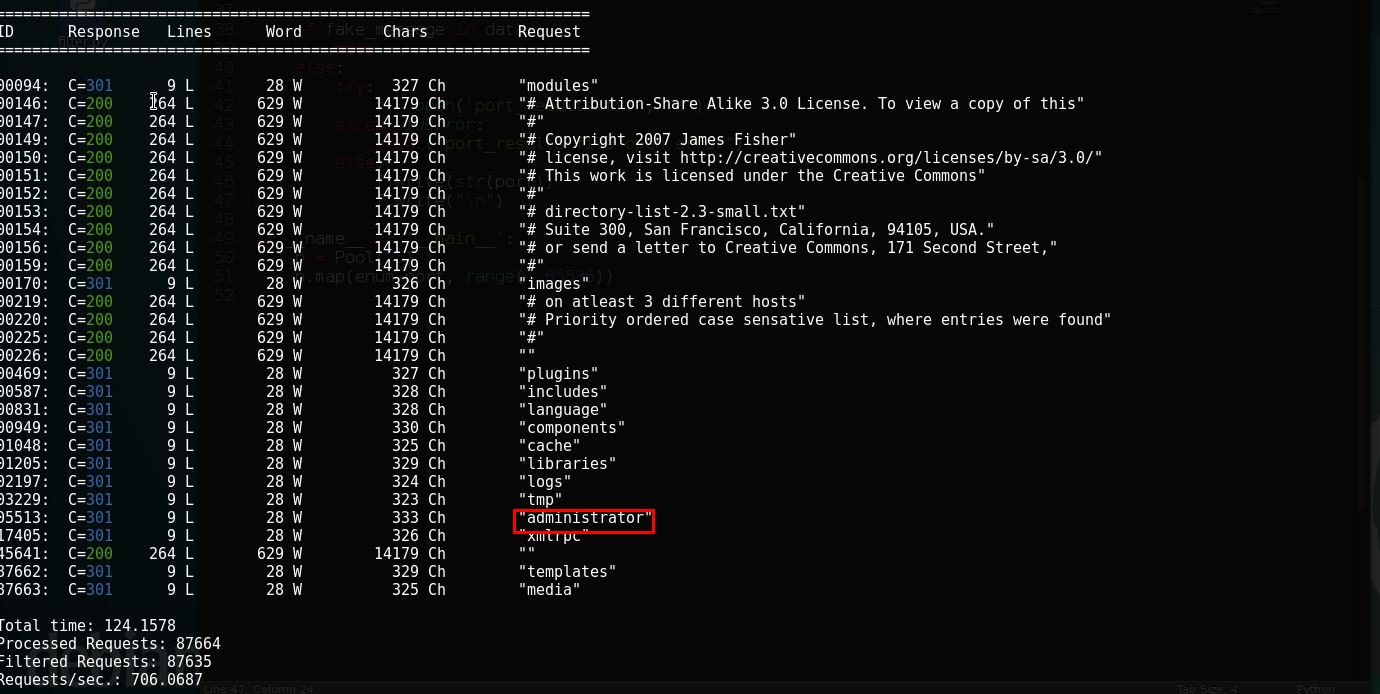 ==================================================================
ID Response Lines Word Chars Request
==================================================================
00094: C=301 9 L 28 W 327 Ch "modules"
00146: C=200 264 L 629 W 14179 Ch "# Attribution-Share Alike 3.0 License. To view a copy of this"
00147: C=200 264 L 629 W 14179 Ch "#"
00149: C=200 264 L 629 W 14179 Ch "# Copyright 2007 James Fisher"
00150: C=200 264 L 629 W 14179 Ch "# license, visit http://creativecommons.org/licenses/by-sa/3.0/"
00151: C=200 264 L 629 W 14179 Ch "# This work is licensed under the Creative Commons"
00152: C=200 264 L 629 W 14179 Ch "#"
00153: C=200 264 L 629 W 14179 Ch "# directory-list-2.3-small.txt"
00154: C=200 264 L 629 W 14179 Ch "# Suite 300, San Francisco, California, 94105, USA."
00156: C=200 264 L 629 W 14179 Ch "# or send a letter to Creative Commons, 171 Second Street,"
00159: C=200 264 L 629 W 14179 Ch "#"
00170: C=301 9 L 28 W 326 Ch "images"
00219: C=200 264 L 629 W 14179 Ch "# on atleast 3 different hosts"
00220: C=200 264 L 629 W 14179 Ch "# Priority ordered case sensative list, where entries were found"
00225: C=200 264 L 629 W 14179 Ch "#"
00226: C=200 264 L 629 W 14179 Ch ""
00469: C=301 9 L 28 W 327 Ch "plugins"
00587: C=301 9 L 28 W 328 Ch "includes"
00831: C=301 9 L 28 W 328 Ch "language"
00949: C=301 9 L 28 W 330 Ch "components"
01048: C=301 9 L 28 W 325 Ch "cache"
01205: C=301 9 L 28 W 329 Ch "libraries"
02197: C=301 9 L 28 W 324 Ch "logs"
03229: C=301 9 L 28 W 323 Ch "tmp"
05513: C=301 9 L 28 W 333 Ch "administrator"
17405: C=301 9 L 28 W 326 Ch "xmlrpc"
45641: C=200 264 L 629 W 14179 Ch ""
87662: C=301 9 L 28 W 329 Ch "templates"
87663: C=301 9 L 28 W 325 Ch "media"
Total time: 124.1578
Processed Requests: 87664
Filtered Requests: 87635
Requests/sec.: 706.0687
Line 47, Column 24 Tab Size: 4 Python